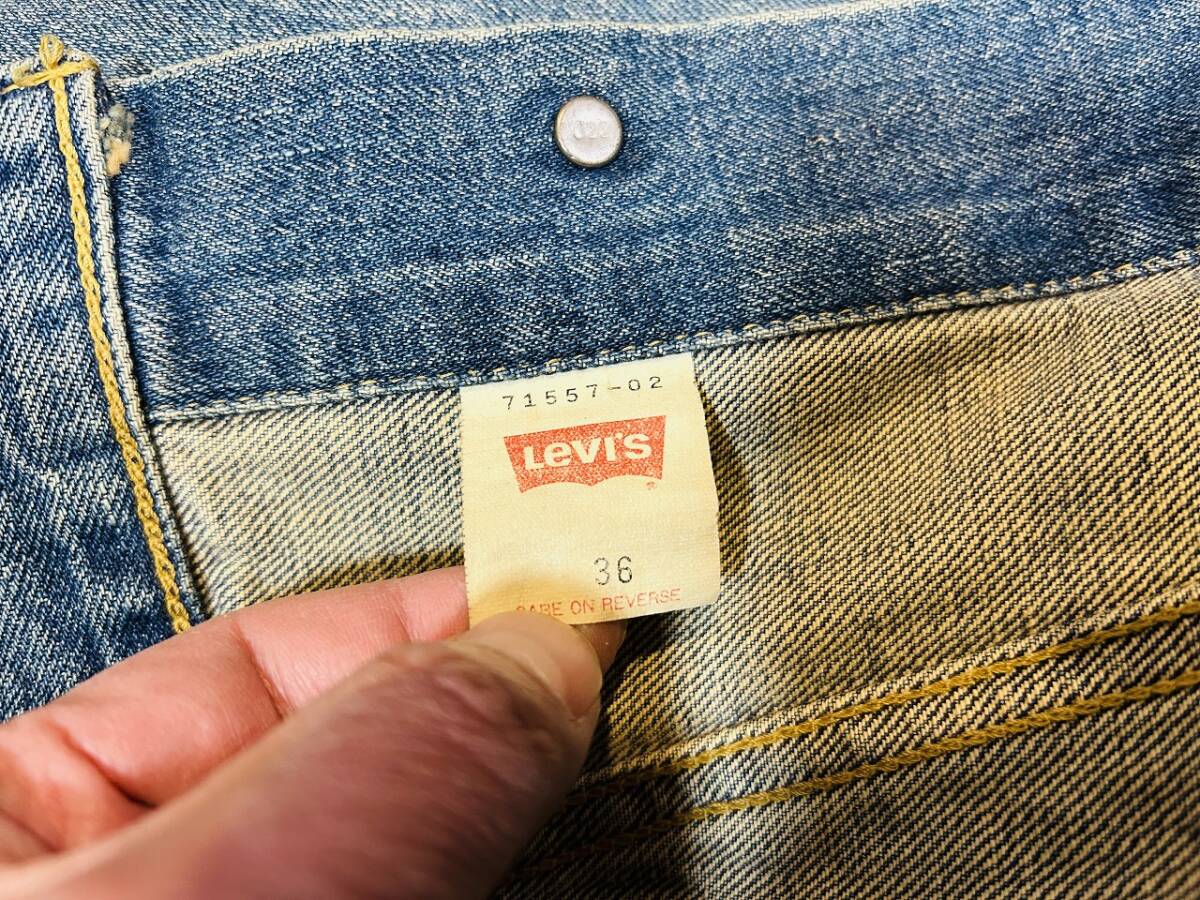 71557-02
Levi's
®
36
CARE ON REVERSE